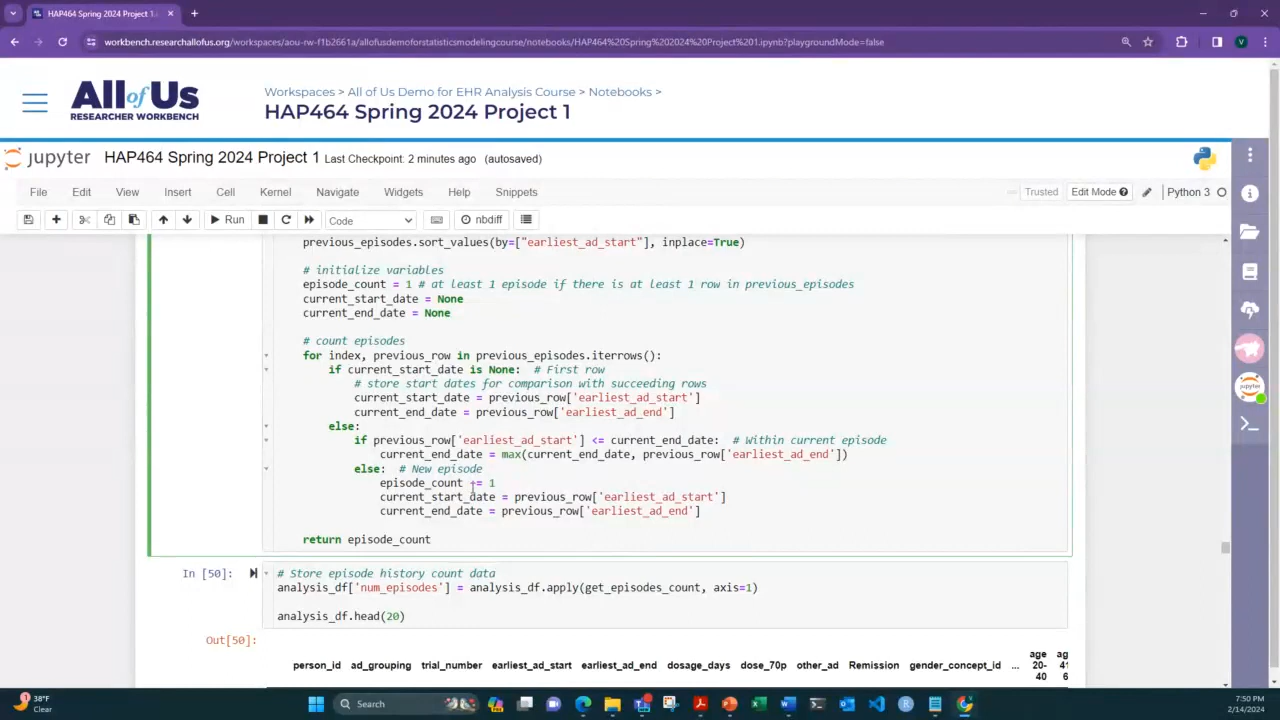 HAP464 Spring 2024 Project 1.
workbench.researchallofus.org/workspaces/aou-rw-f1b2661a/allofusdemoforstatisticsmodelingcourse/notebooks/HAP464%20Spring%202024%20Project%201.ipynb?playgroundMode=false
V
All of Us
RESEARCHER WORKBENCH
Workspaces > All of Us Demo for EHR Analysis Course > Notebooks >
HAP464 Spring 2024 Project 1
jupyter HAP464 Spring 2024 Project 1 Last Checkpoint: 2 minutes ago (autosaved)
File Edit View Insert Cell Kernel Navigate Widgets Help Snippets
Trusted Edit Mode Python 3
Run Code nbdiff
previous_episodes.sort_values(by=["earliest_ad_start"], inplace=True)
# initialize variables
episode_count = 1 # at least 1 episode if there is at least 1 row in previous_episodes
current_start_date = None
current_end_date = None
# count episodes
for index, previous_row in previous_episodes.iterrows():
if current_start_date is None: # First row
# store start dates for comparison with succeeding rows
current_start_date = previous_row['earliest_ad_start']
current_end_date = previous_row['earliest_ad_end']
else:
if previous_row['earliest_ad_start'] <= current_end_date: # Within current episode
current_end_date = max(current_end_date, previous_row['earliest_ad_end'])
else: # New episode
episode_count += 1
current_start_date = previous_row['earliest_ad_start']
current_end_date = previous_row['earliest_ad_end']
return episode_count
In [50]:
# Store episode history count data
analysis_df['num_episodes'] = analysis_df.apply(get_episodes_count, axis=1)
analysis_df.head(20)
Out[50]:
person_id ad_grouping trial_number earliest_ad_start earliest_ad_end dosage_days dose_70p other_ad Remission gender_concept_id ... age 20-40 ag 41 6
jupyter
38°F
Clear
Search
7:50 PM
2/14/2024